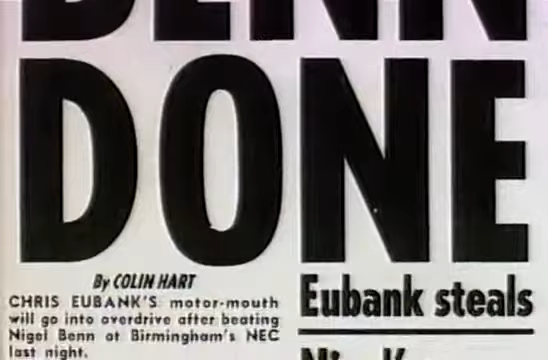 BENN
DONE
By COLIN HART
CHRIS EUBANK'S motor-mouth
will go into overdrive after beating
Nigel Benn at Birmingham's NEC
last night.
Eubank steals